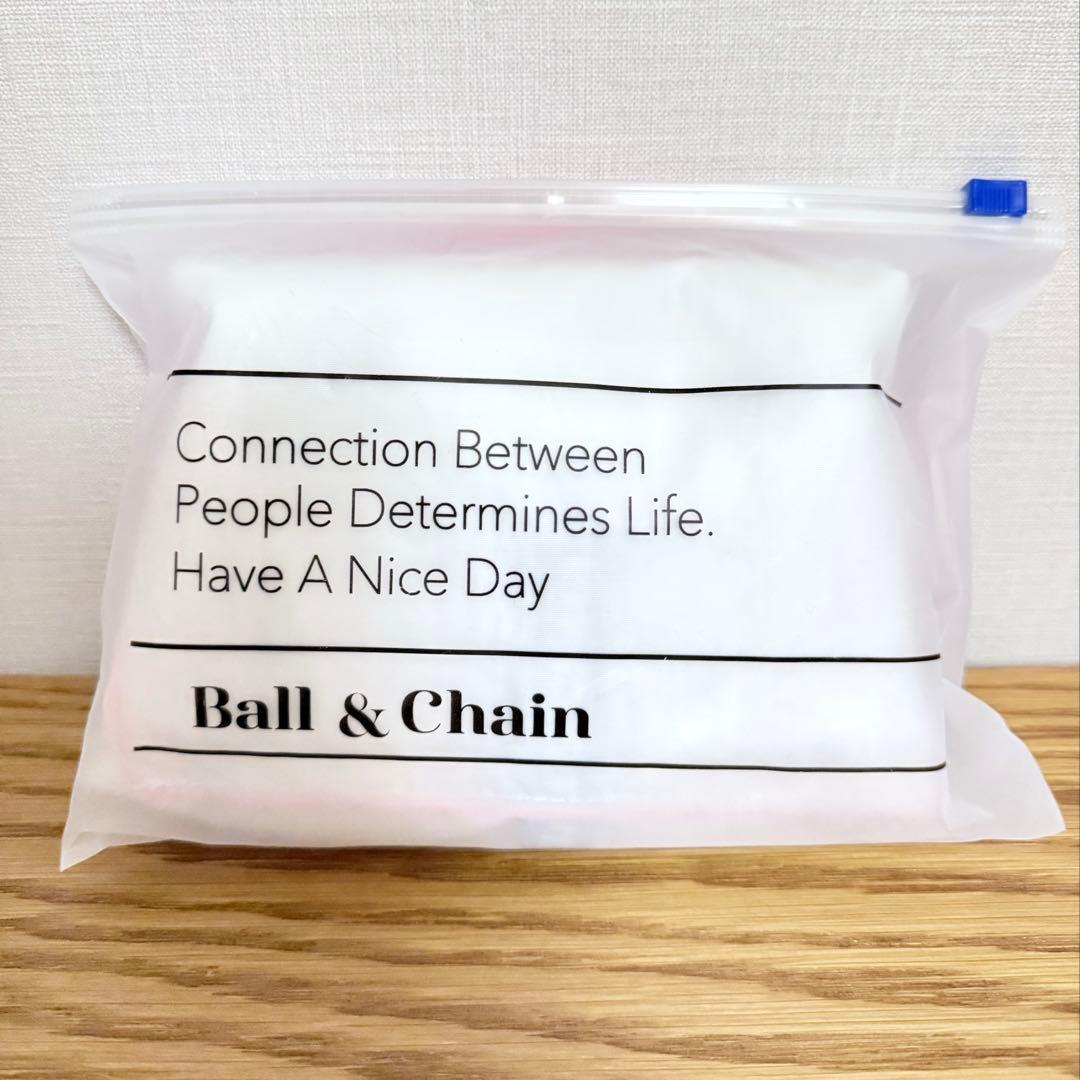 Connection Between
People Determines Life.
Have A Nice Day
Ball & Chain